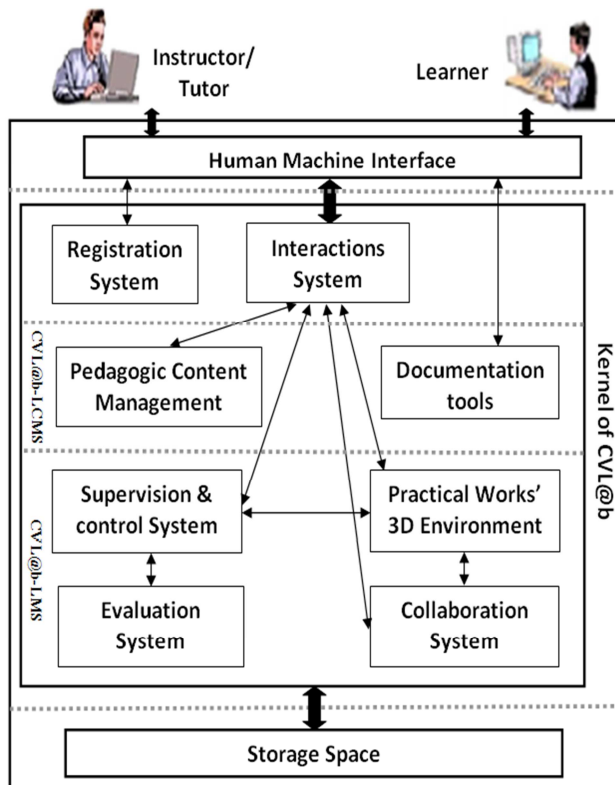 Instructor/
Tutor
Learner
Human Machine Interface
Registration
System
Interactions
System
CVL@b-LCMS
Pedagogic Content
Management
Documentation
tools
Kernel of CVL@b
CVL@b-LMS
Supervision &
control System
Practical Works'
3D Environment
Evaluation
System
Collaboration
System
Storage Space